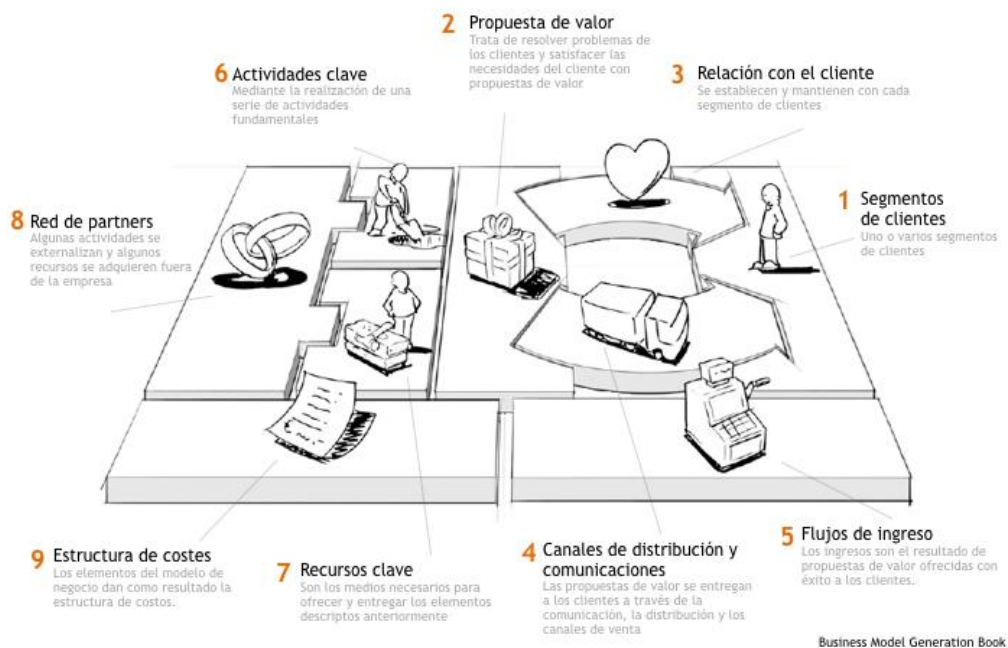 2 Propuesta de valor
Trata de resolver problemas de
los clientes y satisfacer las
necesidades del cliente con
propuestas de valor
6 Actividades clave
Mediante la realización de una
serie de actividades
fundamentales
3 Relación con el cliente
Se establecen y mantienen con cada
segmento de clientes
8 Red de partners
Algunas actividades se
externalizan y algunos
recursos se adquieren fuera
de la empresa
1 Segmentos
de clientes
Uno o varios segmentos
de clientes
9 Estructura de costes
Los elementos del modelo de
negocio dan como resultado la
estructura de costos.
7 Recursos clave
Son los medios necesarios para
ofrecer y entregar los elementos
descriptos anteriormente
4 Canales de distribución y
comunicaciones
Las propuestas de valor se entregan
a los clientes a través de la
comunicación, la distribución y los
canales de venta
5 Flujos de ingreso
Los ingresos son el resultado de
propuestas de valor ofrecidas con
éxito a los clientes.
Business Model Generation Book